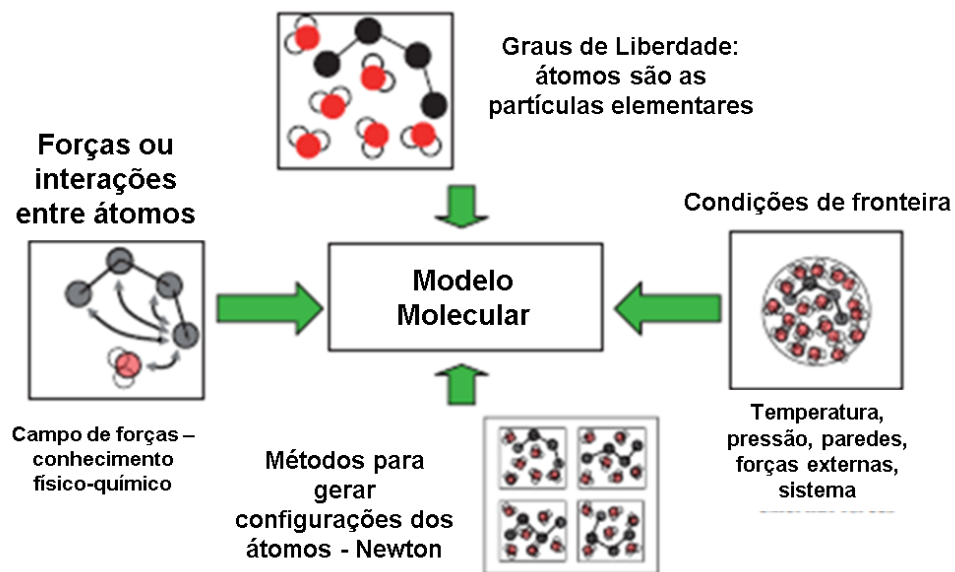 Graus de Liberdade:
átomos são as
partículas elementares
Forças ou
interações
entre átomos
Condições de fronteira
Modelo
Molecular
Campo de forças –
conhecimento
físico-químico
Métodos para
gerar
configurações dos
átomos - Newton
Temperatura,
pressão, paredes,
forças externas,
sistema